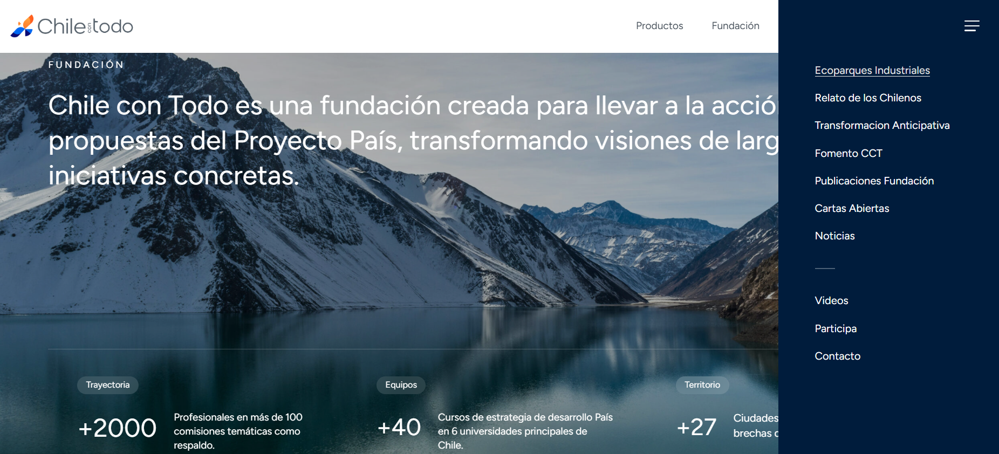 Chile con todo
Productos
Fundación
FUNDACIÓN
Chile con Todo es una fundación creada para llevar a la acció
propuestas del Proyecto País, transformando visiones de larg
iniciativas concretas.
Trayectoria
+2000
Profesionales en más de 100
comisiones temáticas como
respaldo.
Equipos
+40
Cursos de estrategia de desarrollo País
en 6 universidades principales de
Chile.
Territorio
+27
Ciudades
brechas
Ecoparques Industriales
Relato de los Chilenos
Transformacion Anticipativa
Fomento CCT
Publicaciones Fundación
Cartas Abiertas
Noticias
Videos
Participa
Contacto